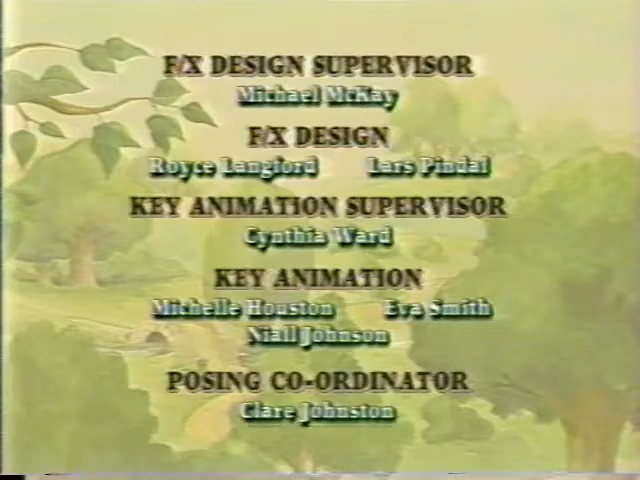 F/X DESIGN SUPERVISOR
Michael McKay
F/X DESIGN
Royce Langford Lars Pindal
KEY ANIMATION SUPERVISOR
Cynthia Ward
KEY ANIMATION
Michelle Houston Eva Smith
Niall Johnson
POSING CO-ORDINATOR
Clare Johnston